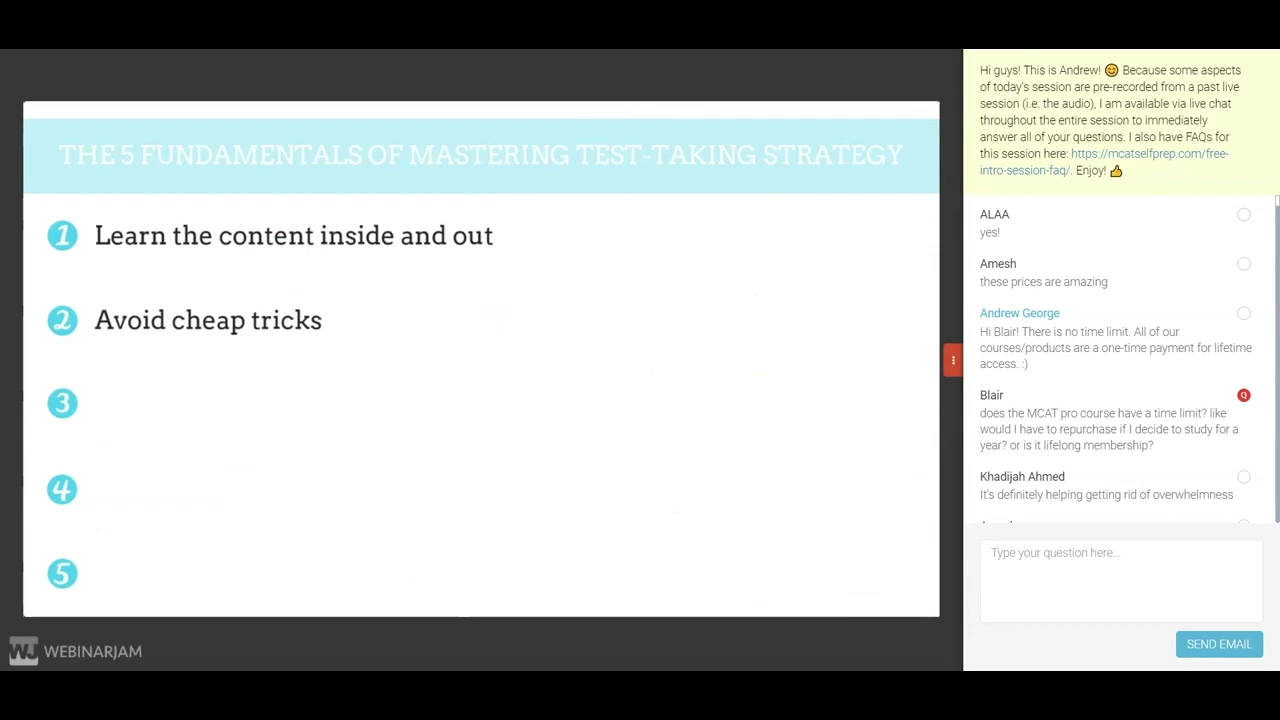 THE 5 FUNDAMENTALS OF MASTERING TEST-TAKING STRATEGY
1 Learn the content inside and out
2 Avoid cheap tricks
3
4
5
WJ WEBINARJAM
Hi guys! This is Andrew! 😊 Because some aspects
of today's session are pre-recorded from a past live
session (i.e. the audio), I am available via live chat
throughout the entire session to immediately
answer all of your questions. I also have FAQs for
this session here: https://mcatselfprep.com/free-
intro-session-faq/. Enjoy! 👍
ALAA
yes!
Amesh
these prices are amazing
Andrew George
Hi Blair! There is no time limit. All of our
courses/products are a one-time payment for lifetime
access. :)
Blair
Q
does the MCAT pro course have a time limit? like
would I have to repurchase if I decide to study for a
year? or is it lifelong membership?
Khadijah Ahmed
It's definitely helping getting rid of overwhelmness
Type your question here...
SEND EMAIL